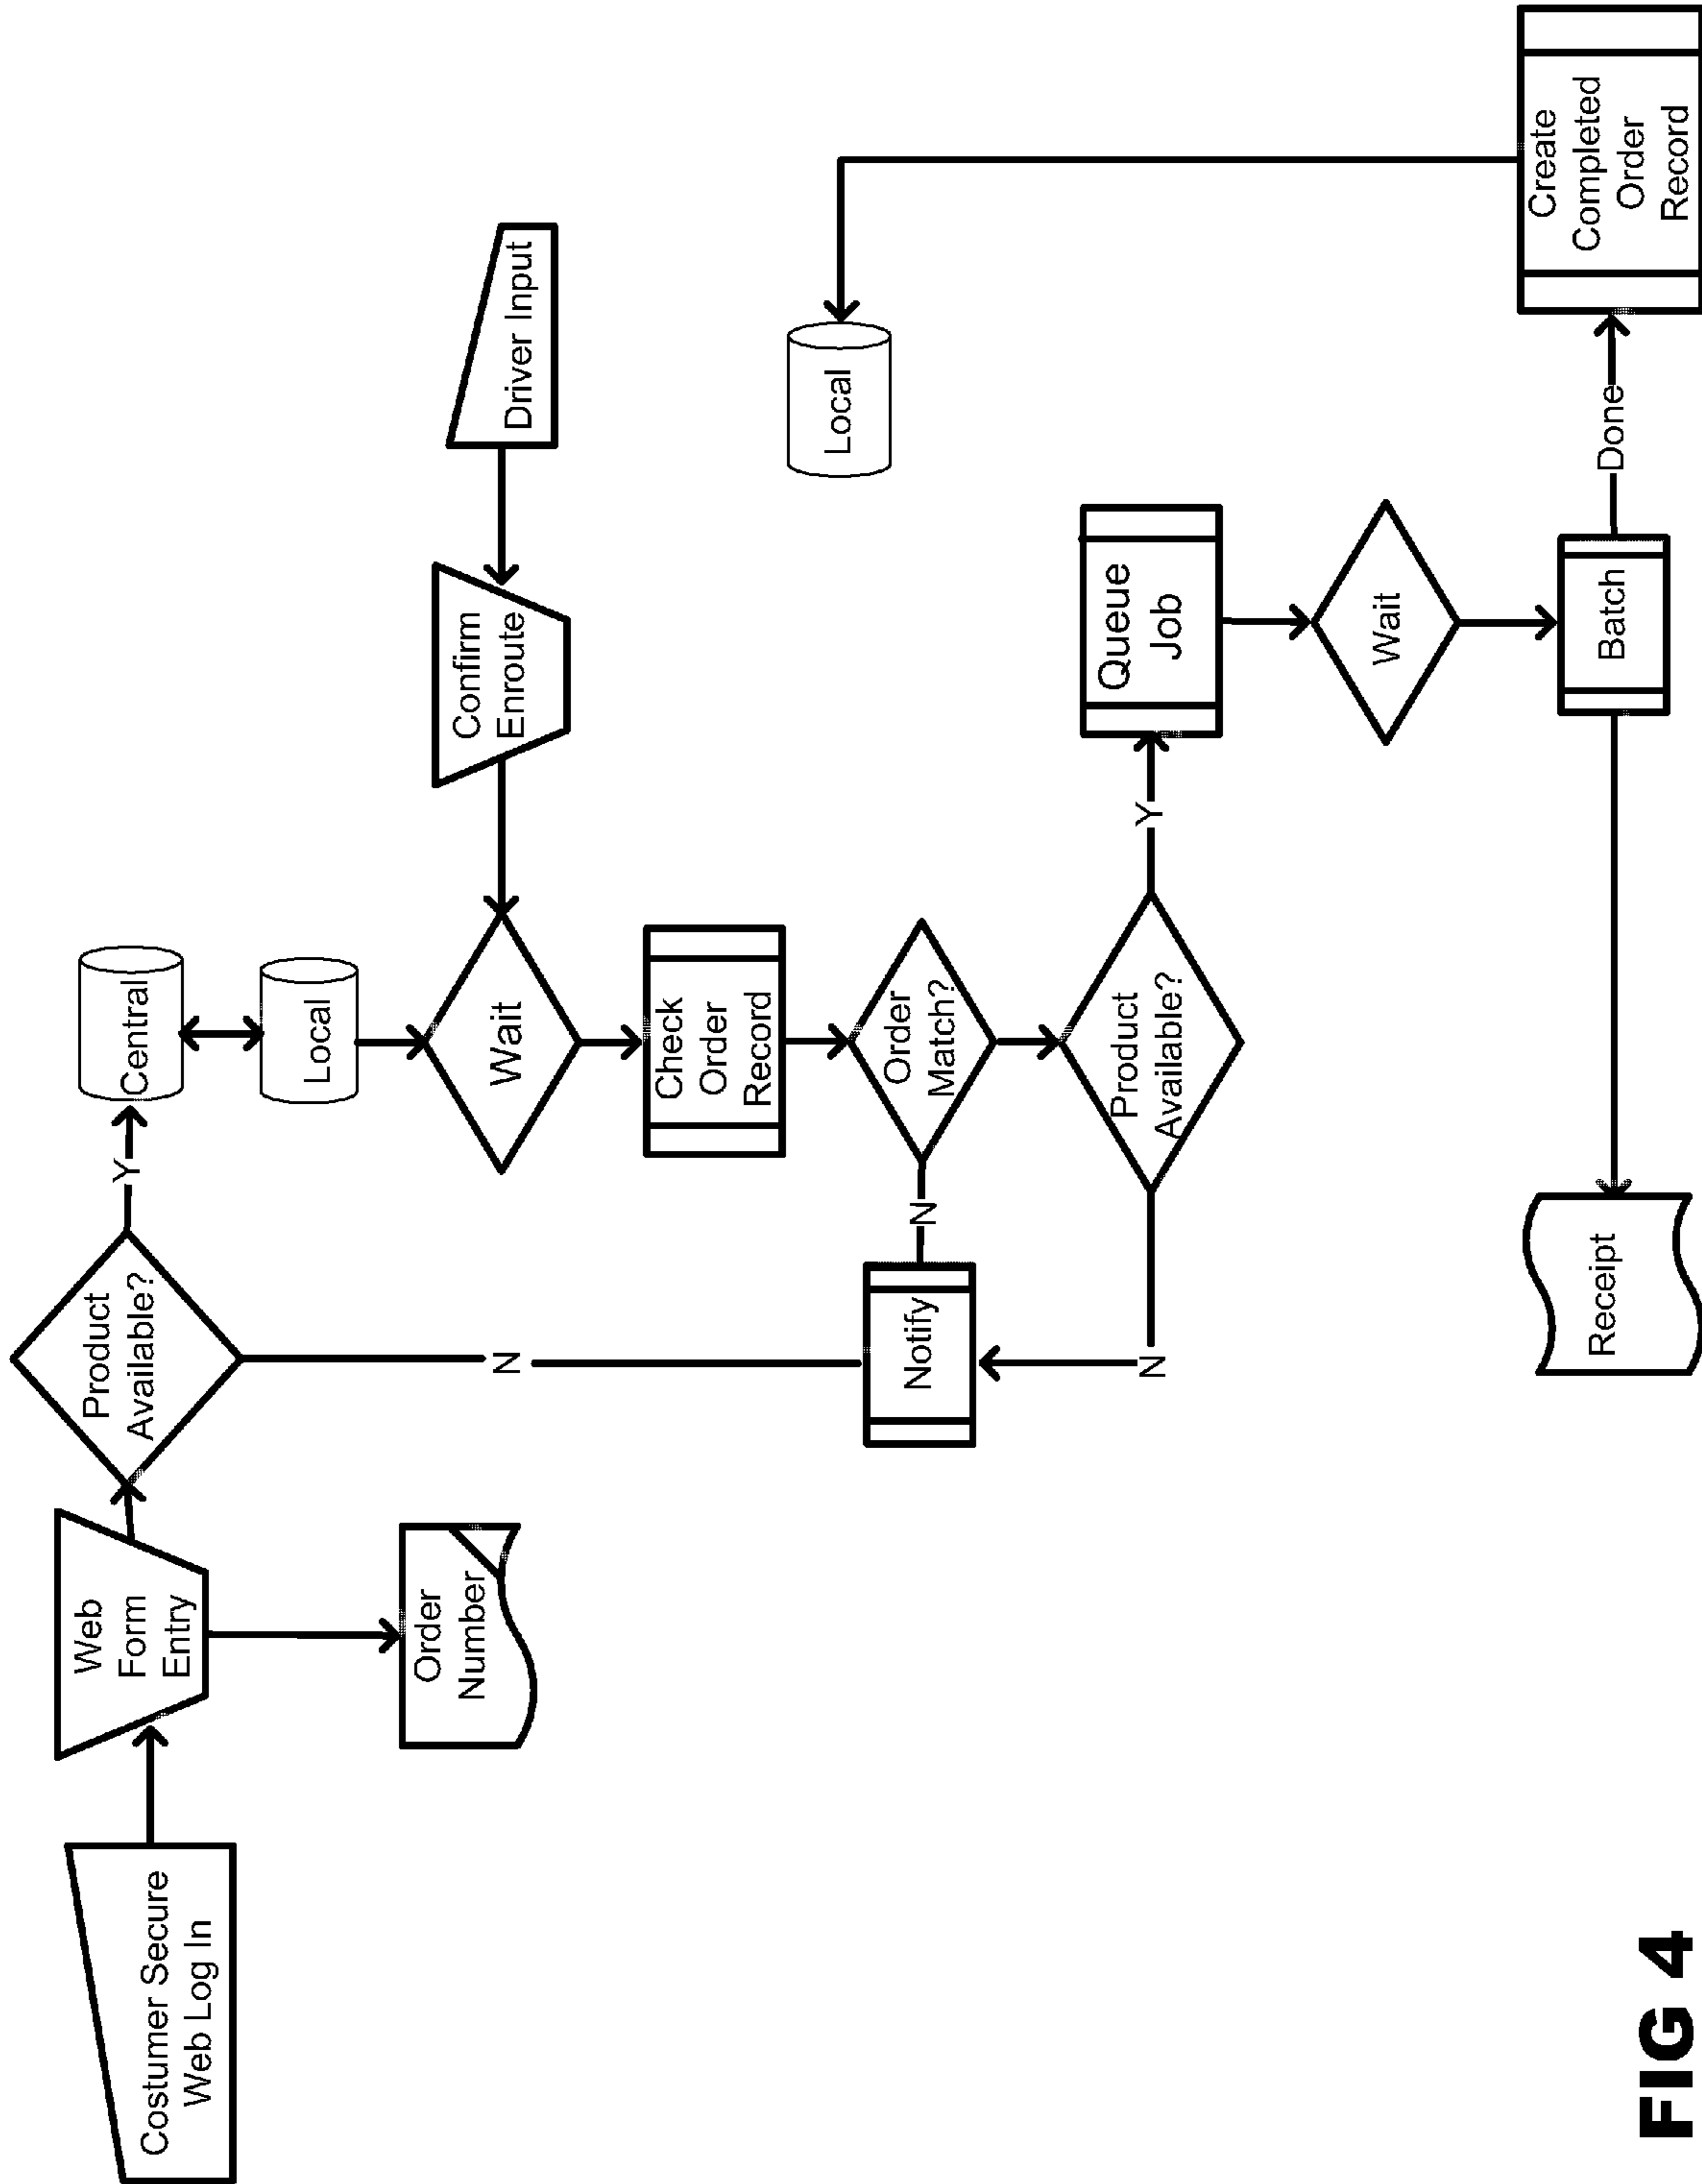 Costumer Secure
Web Log In
Web
Form
Entry
Order
Number
Product
Available?
Y
N
Central
Local
Wait
Confirm
Enroute
Driver Input
Check
Order
Record
Order
Match?
N
Notify
Product
Available?
N
Y
Queue
Job
Wait
Batch
Done
Receipt
Create
Completed
Order
Record
Local
FIG 4